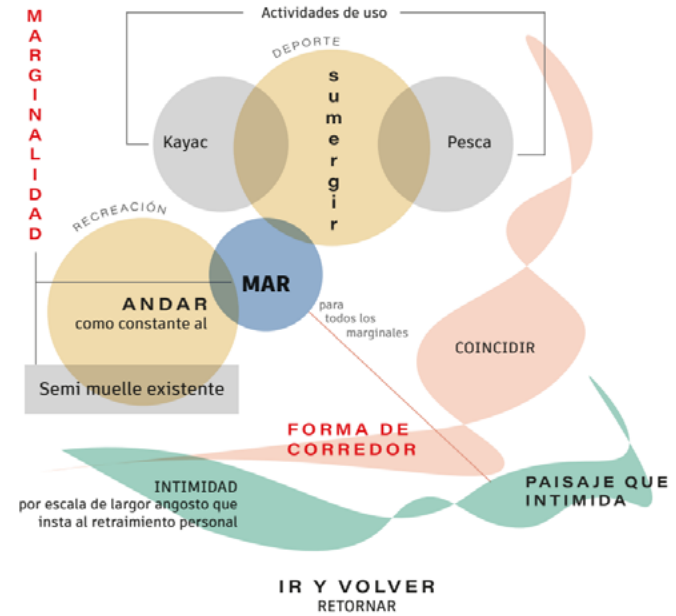 MARGINALIDAD
Actividades de uso
DEPORTE
sumergir
Kayac
Pesca
RECREACIÓN
MAR
ANDAR
como constante al
para
todos los
marginales
Semi muelle existente
COINCIDIR
FORMA DE
CORREDOR
INTIMIDAD
por escala de largor angosto que
insta al retraimiento personal
PAISAJE QUE
INTIMIDA
IR Y VOLVER
RETORNAR